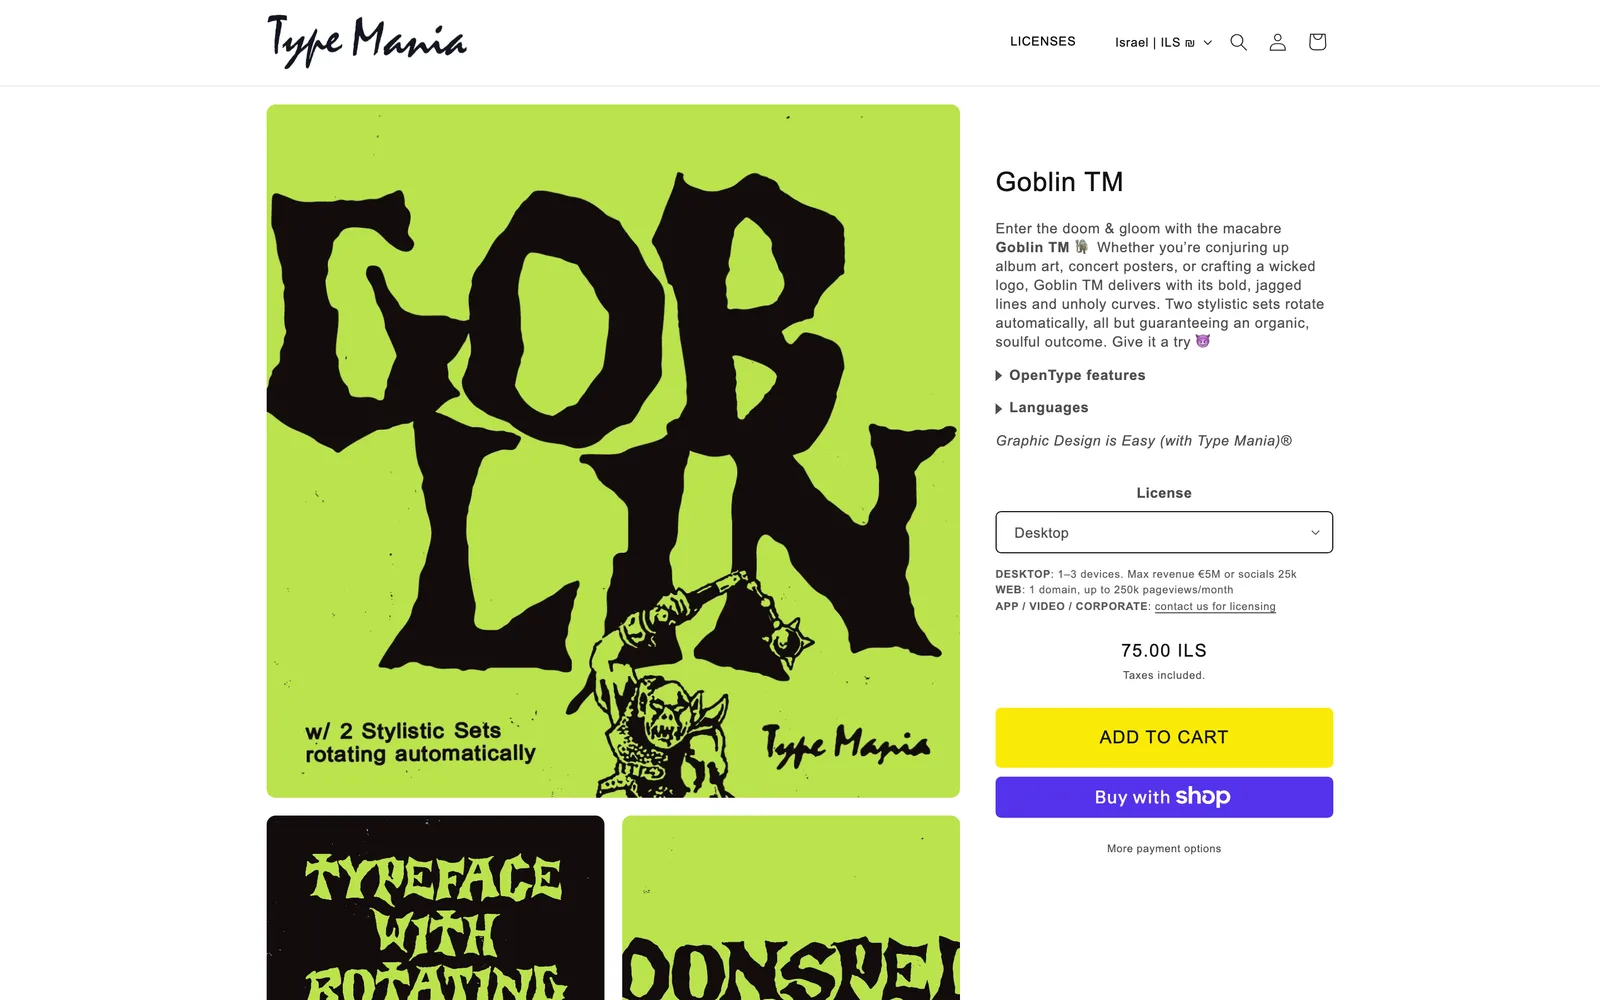 Type Mania
LICENSES
Israel | ILS ₪
GOB
LIN
w/ 2 Stylistic Sets
rotating automatically
Type Mania
TYPEFACE
WITH
ROTATING
Goblin TM
Enter the doom & gloom with the macabre
Goblin TM 🧌 Whether you’re conjuring up
album art, concert posters, or crafting a wicked
logo, Goblin TM delivers with its bold, jagged
lines and unholy curves. Two stylistic sets rotate
automatically, all but guaranteeing an organic,
soulful outcome. Give it a try 😈
OpenType features
Languages
Graphic Design is Easy (with Type Mania)®
License
Desktop
DESKTOP: 1–3 devices. Max revenue €5M or socials 25k
WEB: 1 domain, up to 250k pageviews/month
APP / VIDEO / CORPORATE: contact us for licensing
75.00 ILS
Taxes included.
ADD TO CART
Buy with shop
More payment options